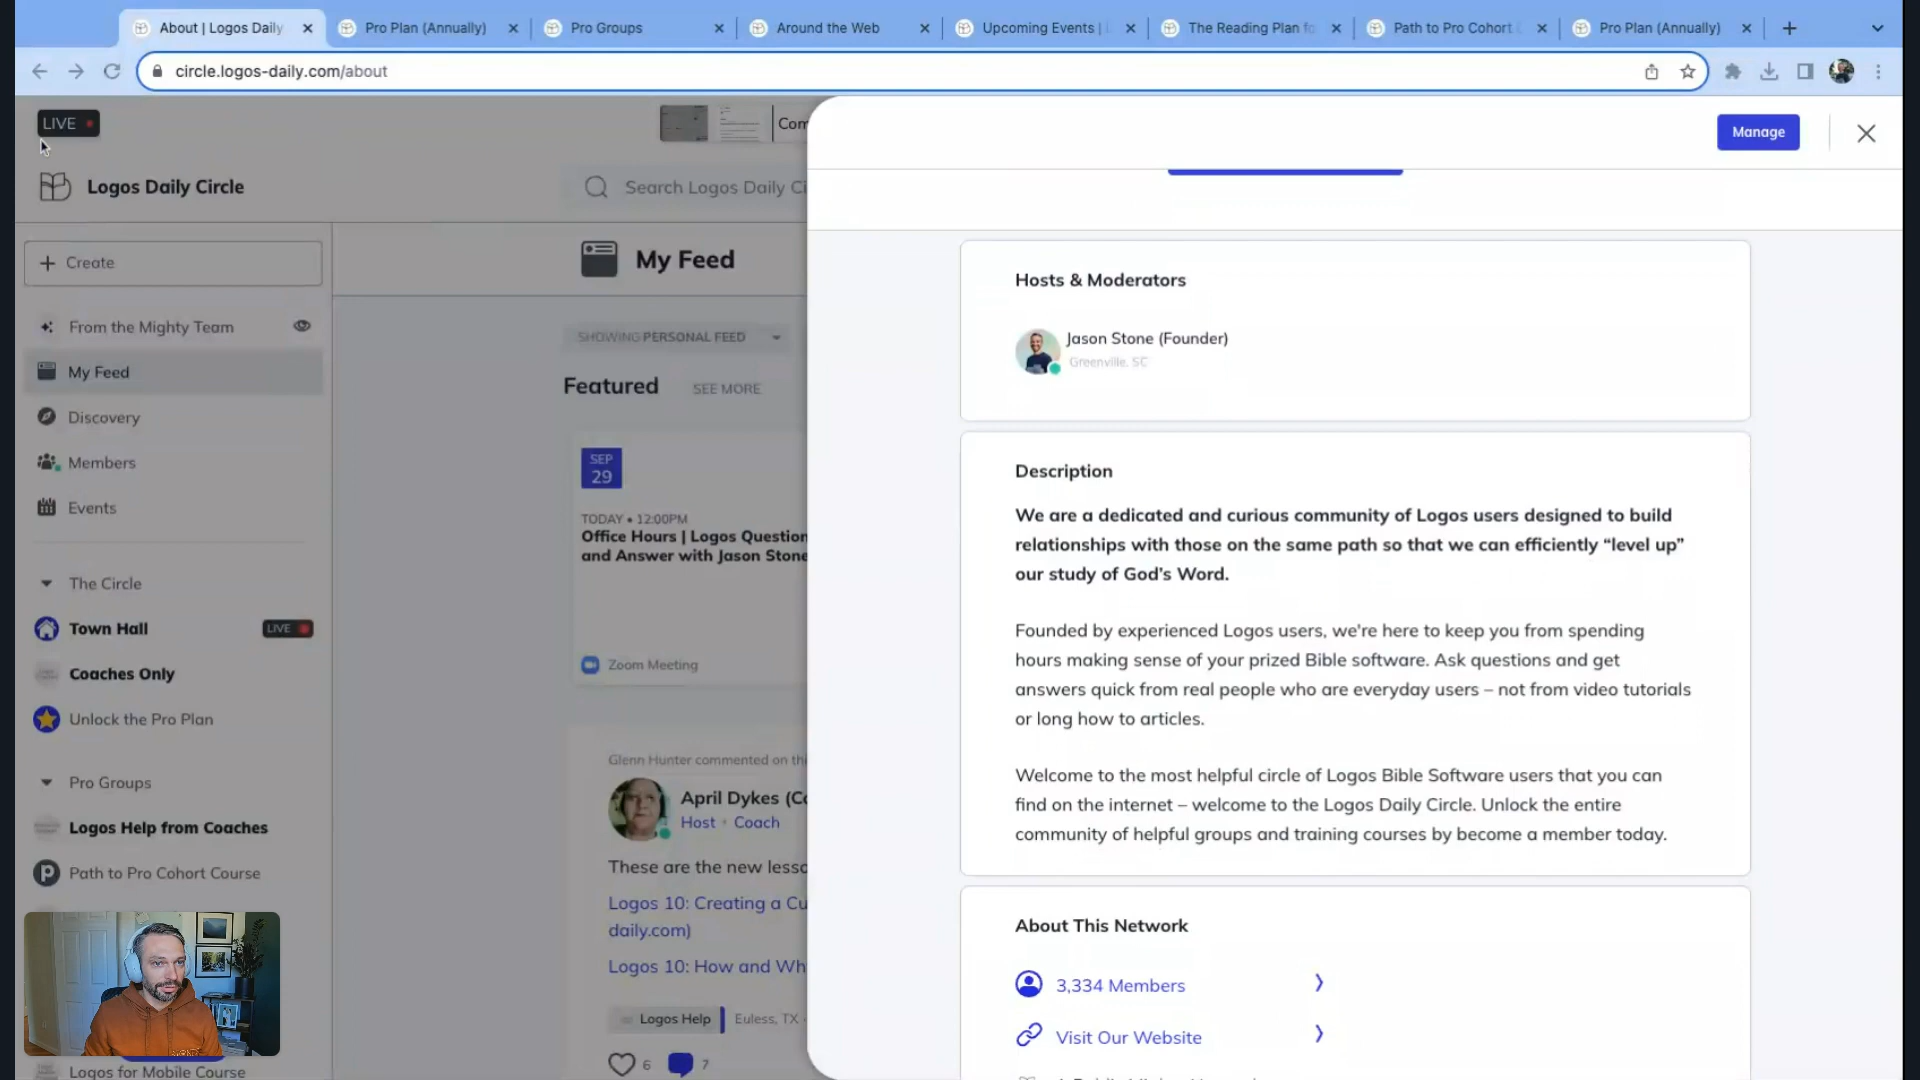 About | Logos Daily
Pro Plan (Annually)
Pro Groups
Around the Web
Upcoming Events |
The Reading Plan fo
Path to Pro Cohort
Pro Plan (Annually)
circle.logos-daily.com/about
LIVE
Com
Manage
Logos Daily Circle
Search Logos Daily Ci
Create
My Feed
From the Mighty Team
My Feed
Discovery
Members
Events
The Circle
Town Hall
LIVE
Coaches Only
Unlock the Pro Plan
Pro Groups
Logos Help from Coaches
Path to Pro Cohort Course
Logos for Mobile Course
SHOWING PERSONAL FEED
Featured
SEE MORE
SEP
29
TODAY • 12:00PM
Office Hours | Logos Question
and Answer with Jason Stone
Zoom Meeting
Glenn Hunter commented on thi
April Dykes (Co
Host • Coach
These are the new lesso
Logos 10: Creating a Cu
daily.com)
Logos 10: How and Wh
Logos Help
Euless, TX
6
7
Hosts & Moderators
Jason Stone (Founder)
Greenville, SC
Description
We are a dedicated and curious community of Logos users designed to build
relationships with those on the same path so that we can efficiently “level up”
our study of God’s Word.
Founded by experienced Logos users, we're here to keep you from spending
hours making sense of your prized Bible software. Ask questions and get
answers quick from real people who are everyday users – not from video tutorials
or long how to articles.
Welcome to the most helpful circle of Logos Bible Software users that you can
find on the internet – welcome to the Logos Daily Circle. Unlock the entire
community of helpful groups and training courses by become a member today.
About This Network
3,334 Members
Visit Our Website